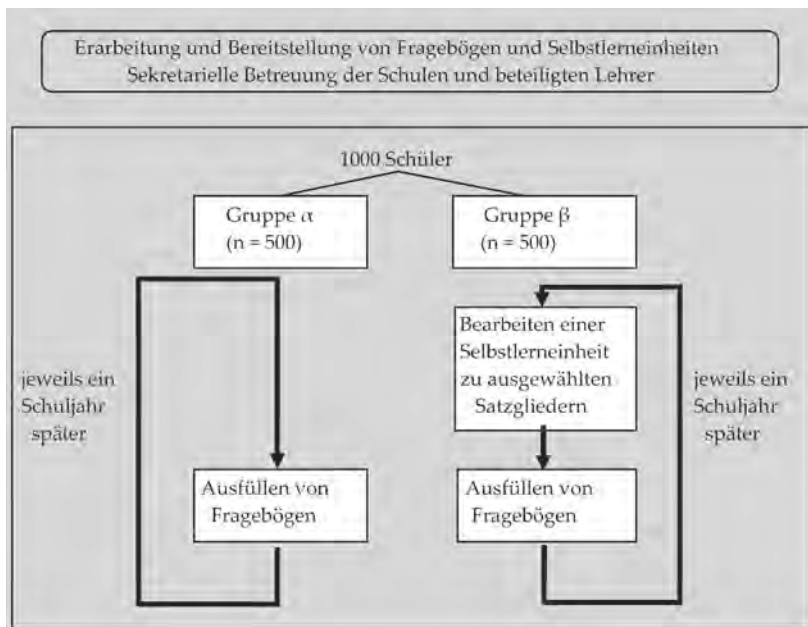 Erarbeitung und Bereitstellung von Fragebögen und Selbstlerneinheiten
Sekretarielle Betreuung der Schulen und beteiligten Lehrer
1000 Schüler
Gruppe α
(n = 500)
Gruppe β
(n = 500)
Bearbeiten einer
Selbstlerneinheit
zu ausgewählten
Satzgliedern
jeweils ein
Schuljahr
später
jeweils ein
Schuljahr
später
Ausfüllen von
Fragebögen
Ausfüllen von
Fragebögen